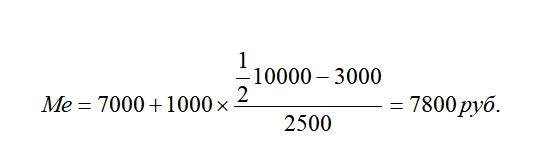 Me = 7000 + 1000 × (1/2 10000 − 3000) / 2500 = 7800 руб.